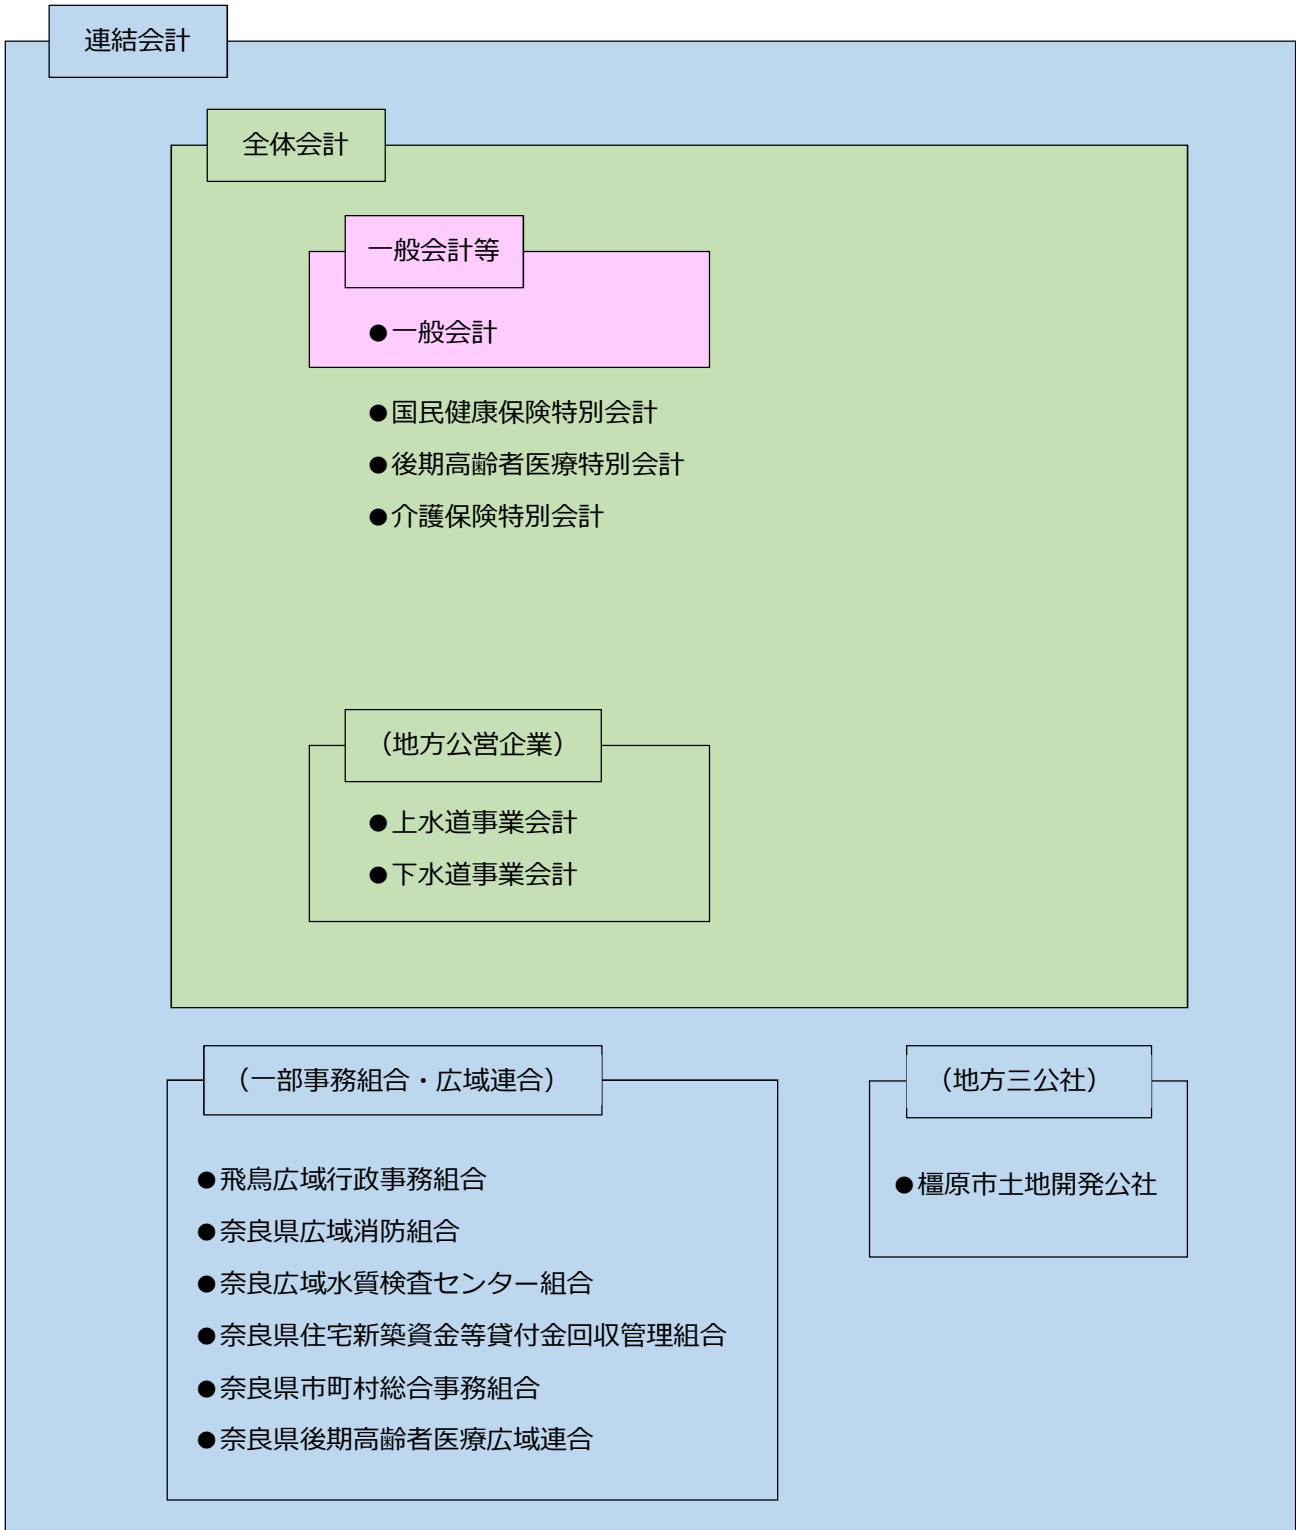 連結会計
全体会計
一般会計等
●一般会計
●国民健康保険特別会計
●後期高齢者医療特別会計
●介護保険特別会計
（地方公営企業）
●上水道事業会計
●下水道事業会計
（一部事務組合・広域連合）
●飛鳥広域行政事務組合
●奈良県広域消防組合
●奈良広域水質検査センター組合
●奈良県住宅新築資金等貸付金回収管理組合
●奈良県市町村総合事務組合
●奈良県後期高齢者医療広域連合
（地方三公社）
●橿原市土地開発公社